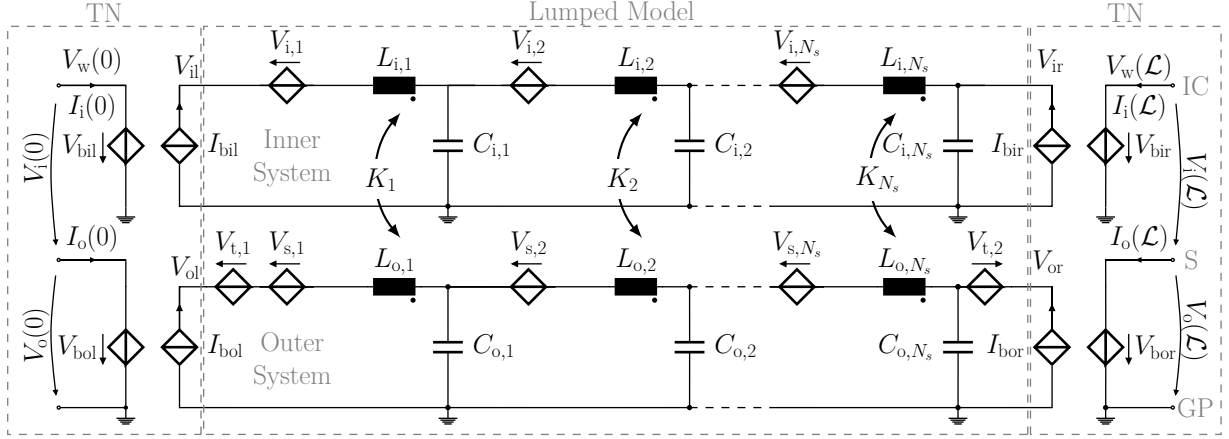 TN
Lumped Model
TN
V_w(0)
V_il
V_i,1
L_i,1
V_i,2
L_i,2
V_i,N_s
L_i,N_s
V_ir
V_w(ℒ)
IC
I_i(0)
I_i(ℒ)
V_i(0)
V_bil
I_bil
Inner
System
C_i,1
C_i,2
C_i,N_s
I_bir
V_bir
V_i(ℒ)
K_1
K_2
K_N_s
I_o(0)
V_ol
V_t,1
V_s,1
L_o,1
V_s,2
L_o,2
V_s,N_s
L_o,N_s
V_t,2
V_or
I_o(ℒ)
S
V_o(0)
V_bol
I_bol
Outer
System
C_o,1
C_o,2
C_o,N_s
I_bor
V_bor
V_o(ℒ)
GP